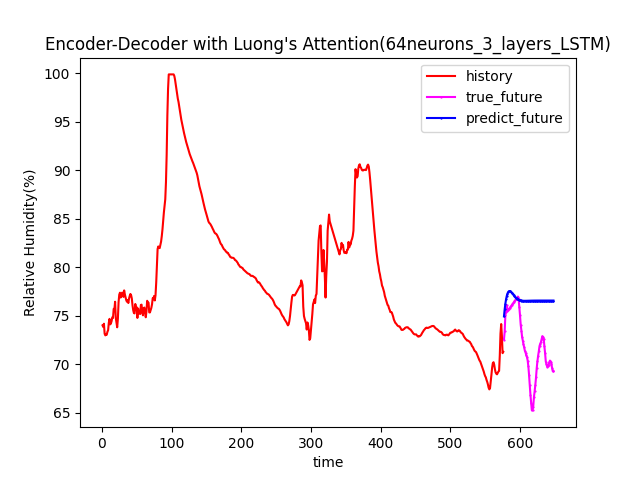 Encoder-Decoder with Luong's Attention(64neurons_3_layers_LSTM)
history
true_future
predict_future
Relative Humidity(%)
100
95
90
85
80
75
70
65
0 100 200 300 400 500 600
time